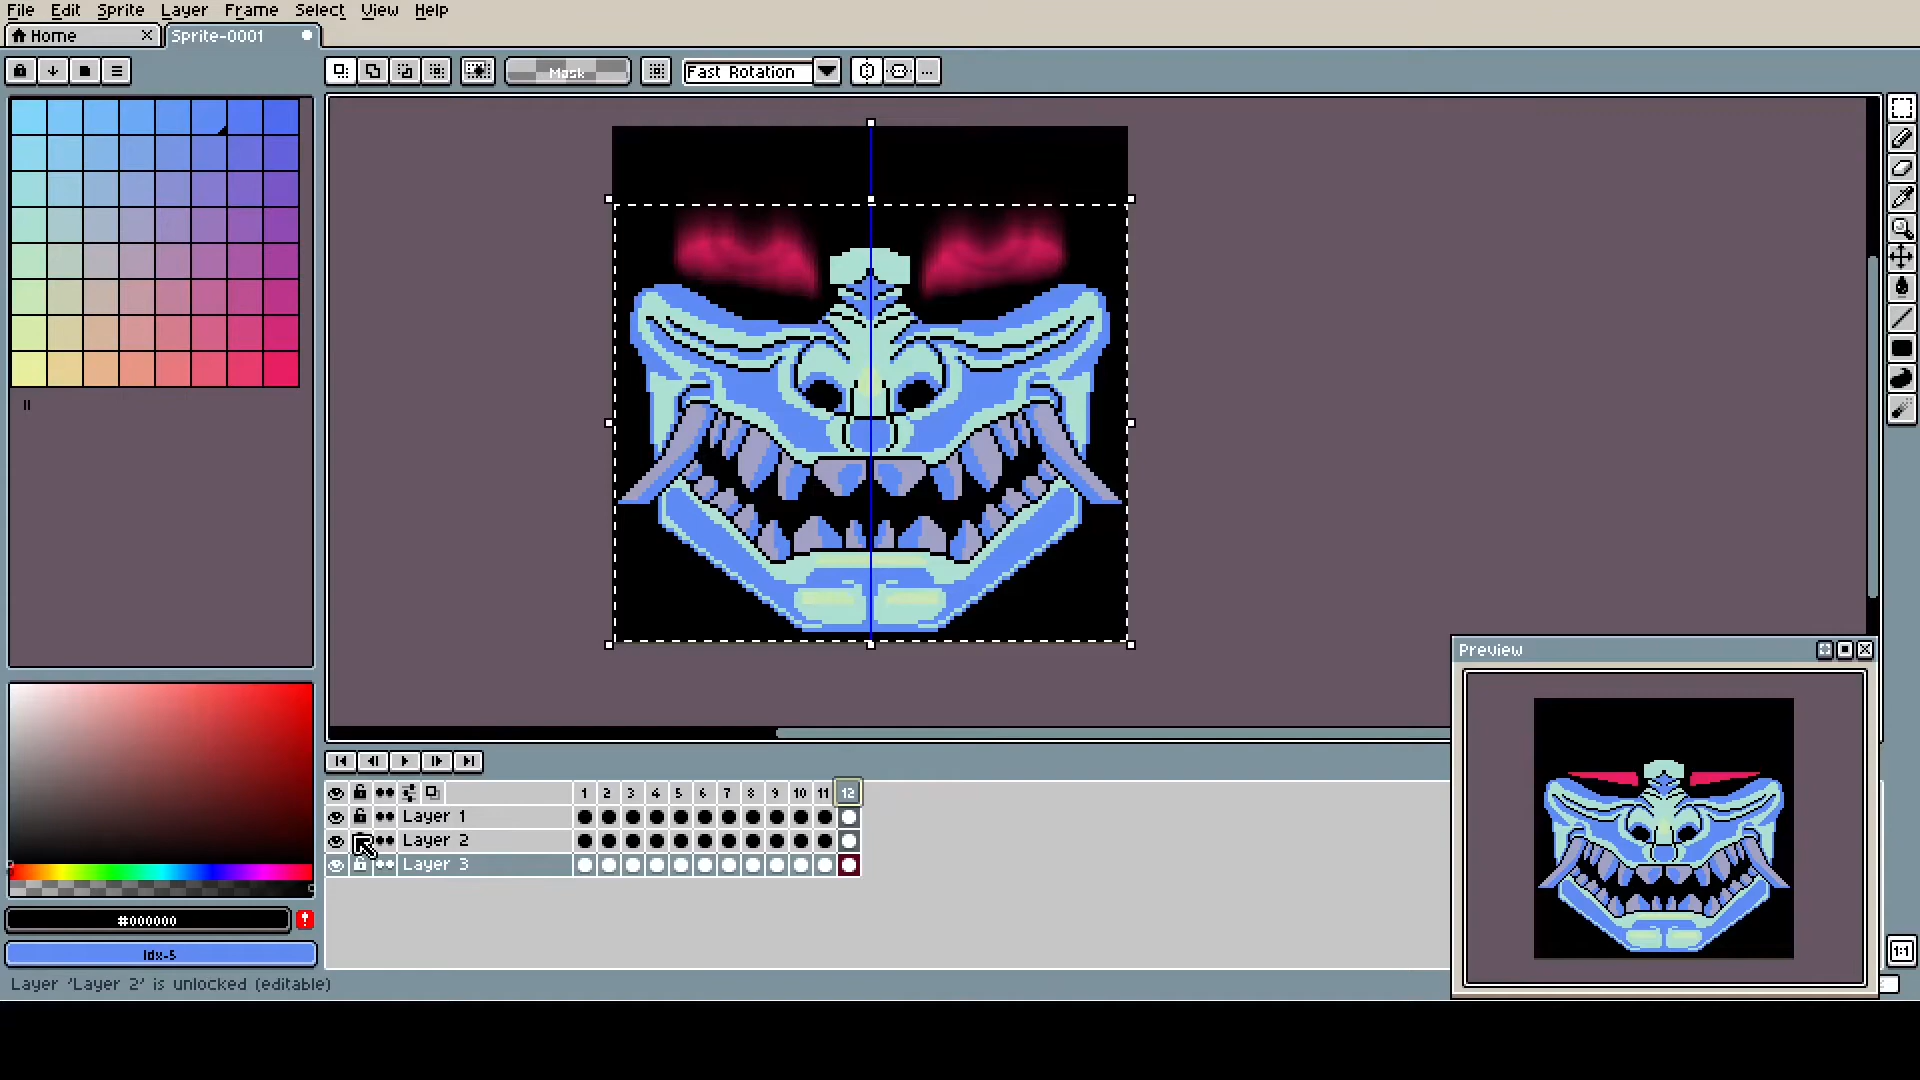 File Edit Sprite Layer Frame Select View Help
Home Sprite-0001
Mask Fast Rotation
Preview
1 2 3 4 5 6 7 8 9 10 11 12
Layer 1
Layer 2
Layer 3
#000000
Idx-5
1:1
Layer 'Layer 2' is unlocked (editable)